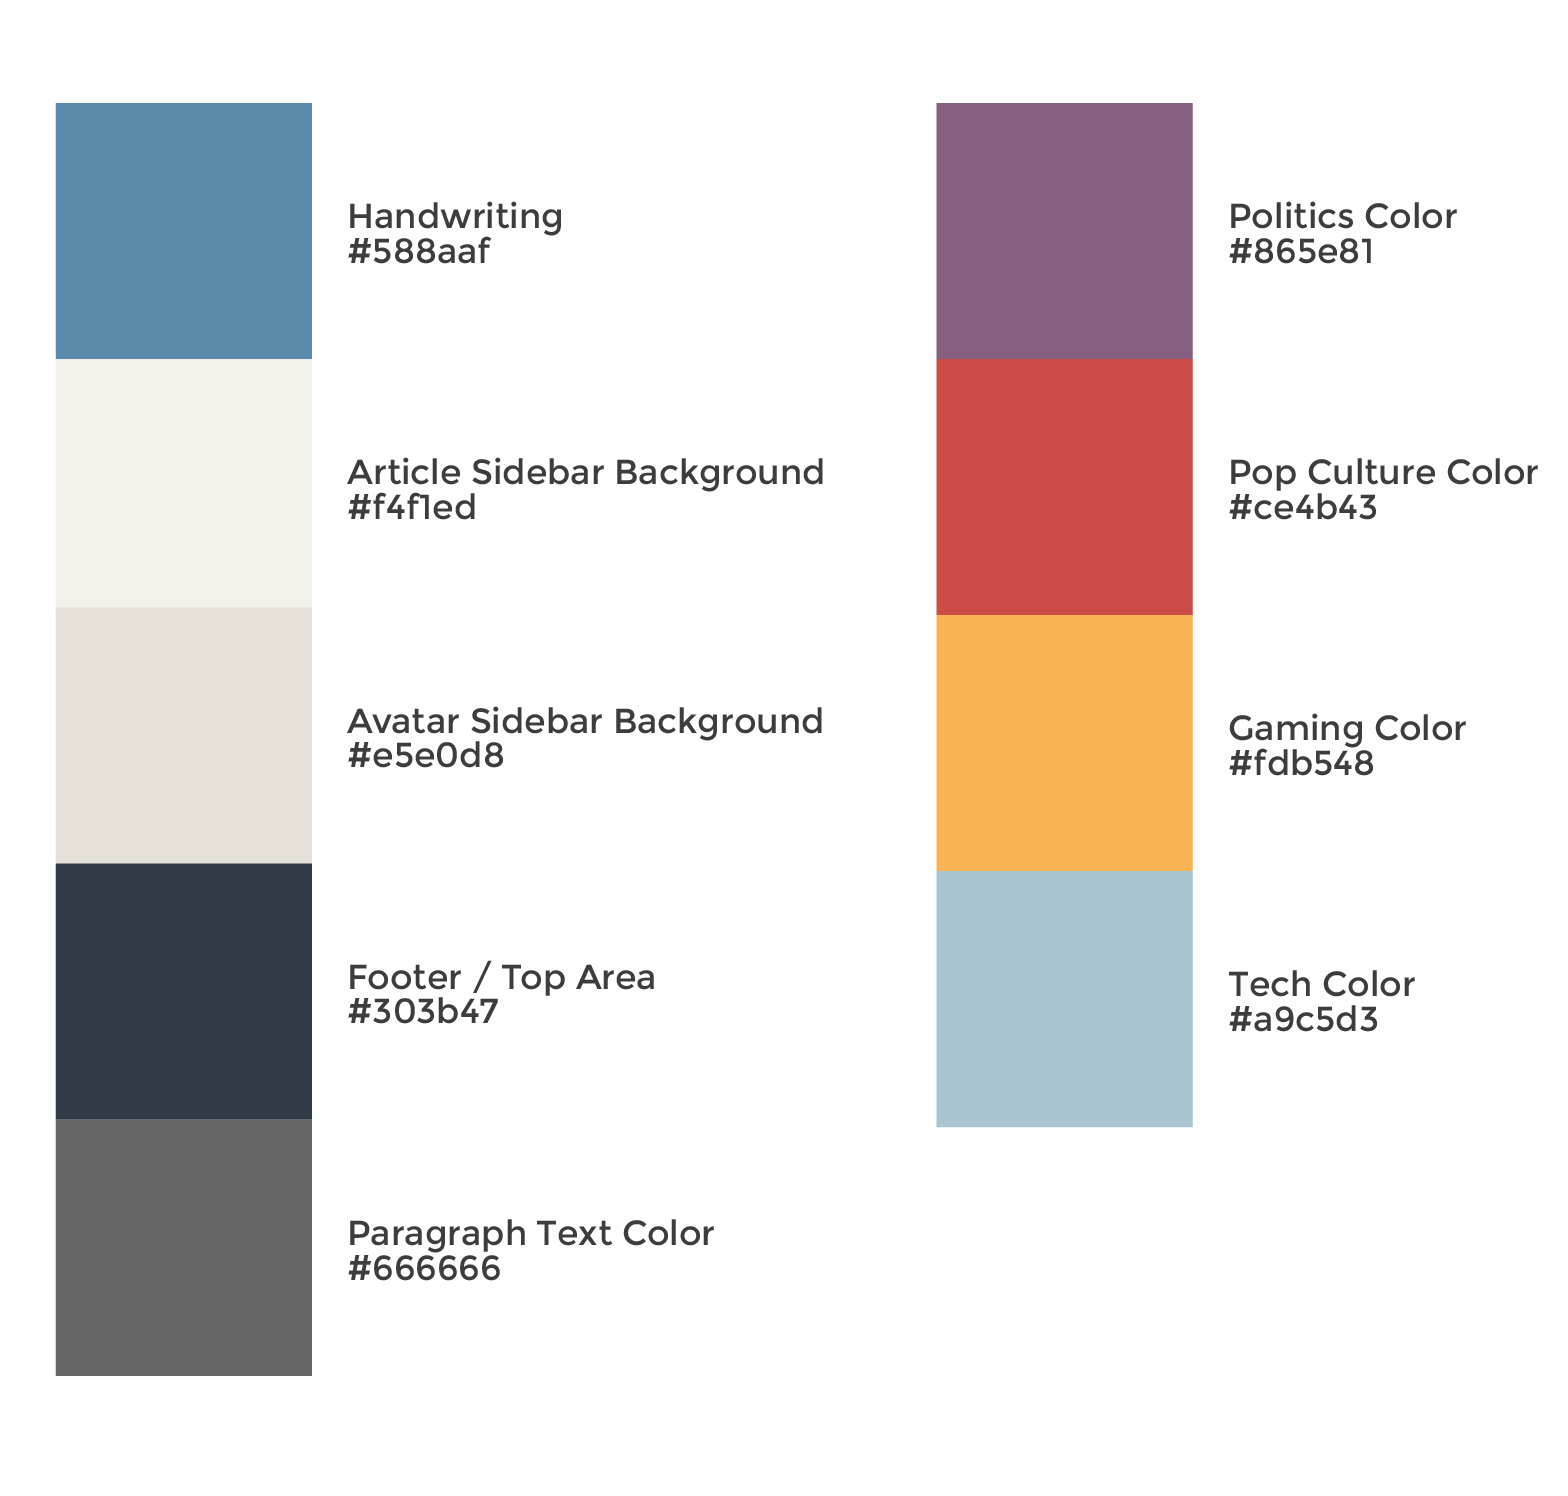 Handwriting
#588aaf
Article Sidebar Background
#f4f1ed
Avatar Sidebar Background
#e5e0d8
Footer / Top Area
#303b47
Paragraph Text Color
#666666
Politics Color
#865e81
Pop Culture Color
#ce4b43
Gaming Color
#fdb548
Tech Color
#a9c5d3